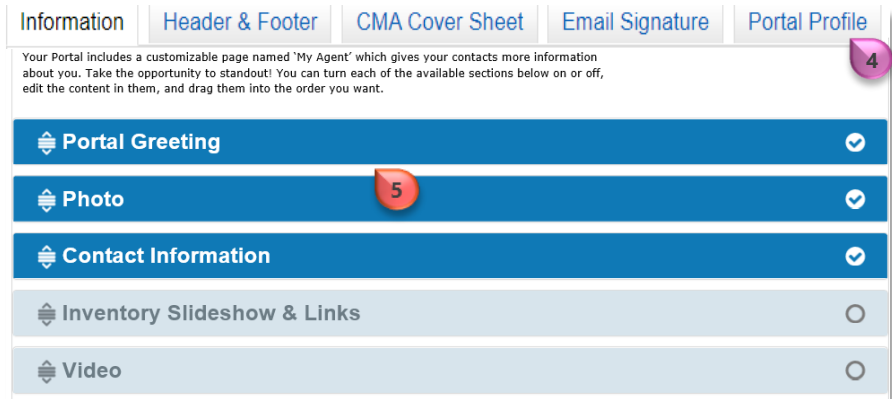 Information Header & Footer CMA Cover Sheet Email Signature Portal Profile
Your Portal includes a customizable page named 'My Agent' which gives your contacts more information
about you. Take the opportunity to standout! You can turn each of the available sections below on or off,
edit the content in them, and drag them into the order you want.
4
Portal Greeting
5
Photo
Contact Information
Inventory Slideshow & Links
Video